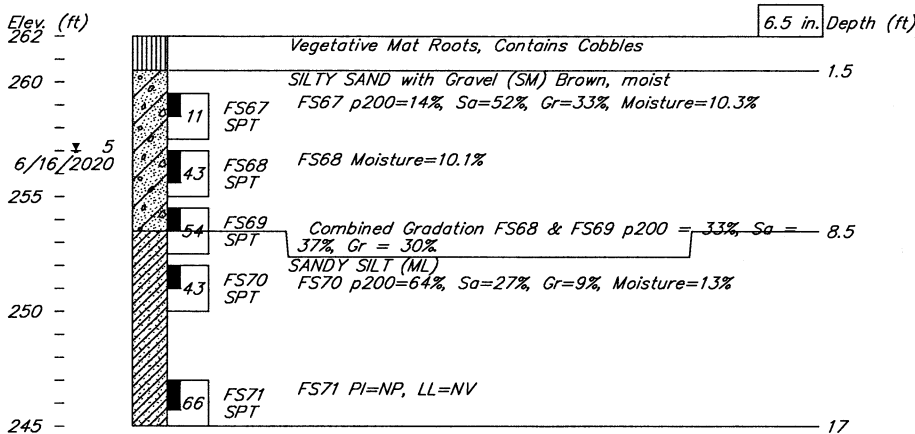 Elev. (ft)
6.5 in. Depth (ft)
262
Vegetative Mat Roots, Contains Cobbles
1.5
260
SILTY SAND with Gravel (SM) Brown, moist
11 FS67 SPT FS67 p200=14%, Sa=52%, Gr=33%, Moisture=10.3%
5
6/16/2020
43 FS68 SPT FS68 Moisture=10.1%
255
54 FS69 SPT Combined Gradation FS68 & FS69 p200 = 33%, Sa =
37%, Gr = 30%
8.5
SANDY SILT (ML)
43 FS70 SPT FS70 p200=64%, Sa=27%, Gr=9%, Moisture=13%
250
66 FS71 SPT FS71 PI=NP, LL=NV
245
17